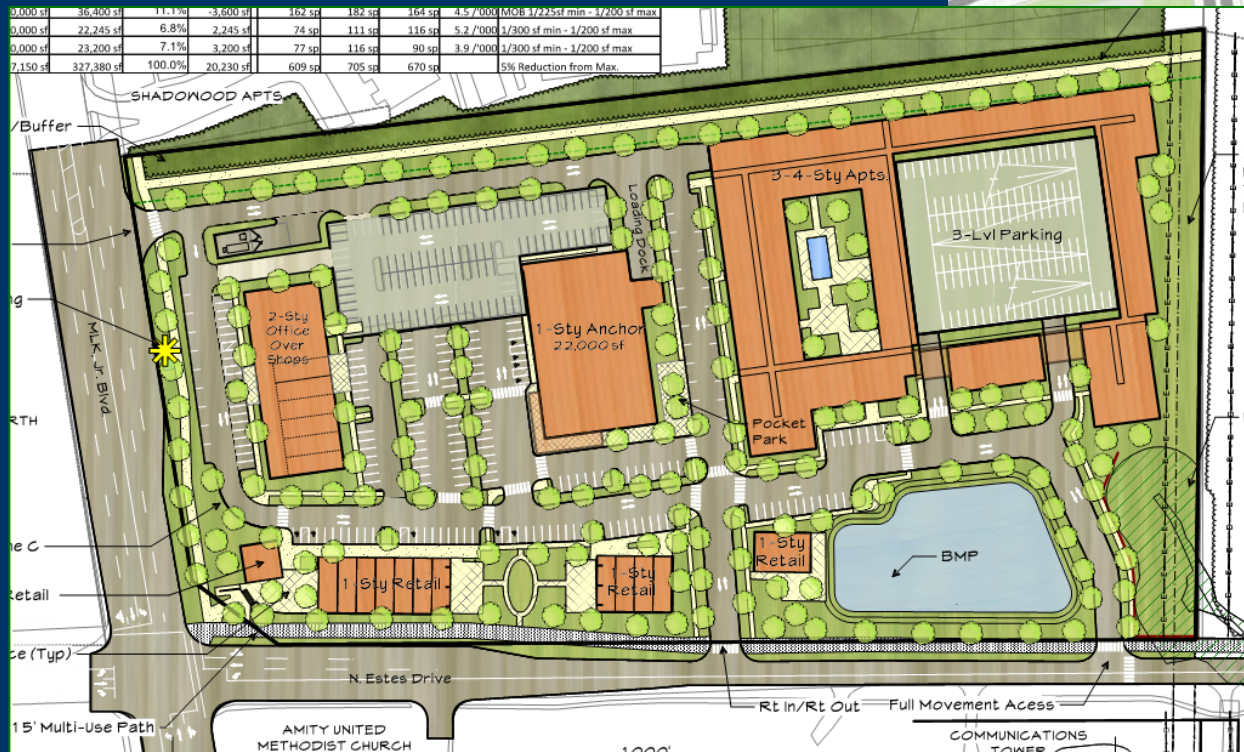 0,000 sf 36,400 sf 11.1% -3,600 sf 162 sp 182 sp 164 sp 4.5 /'000 MOB 1/225sf min - 1/200 sf max
0,000 sf 22,245 sf 6.8% 2,245 sf 74 sp 111 sp 116 sp 5.2 /'000 1/300 sf min - 1/200 sf max
0,000 sf 23,200 sf 7.1% 3,200 sf 77 sp 116 sp 90 sp 3.9 /'000 1/300 sf min - 1/200 sf max
7,150 sf 327,380 sf 100.0% 20,230 sf 609 sp 705 sp 670 sp 5% Reduction from Max.
SHADOWOOD APTS.
/Buffer
3-4-Sty Apts.
Loading Dock
3-Lvl Parking
ng
2-Sty
Office
Over
Shops
1-Sty Anchor
22,000 sf
MLK Jr. Blvd
RTH
Pocket
Park
ne C
1-Sty
Retail
BMP
Retail
1-Sty Retail
1-Sty
Retail
ce (Typ.)
N. Estes Drive
Rt In/Rt Out
Full Movement Acess
15' Multi-Use Path
AMITY UNITED
METHODIST CHURCH
1000'
COMMUNICATIONS
TOWER